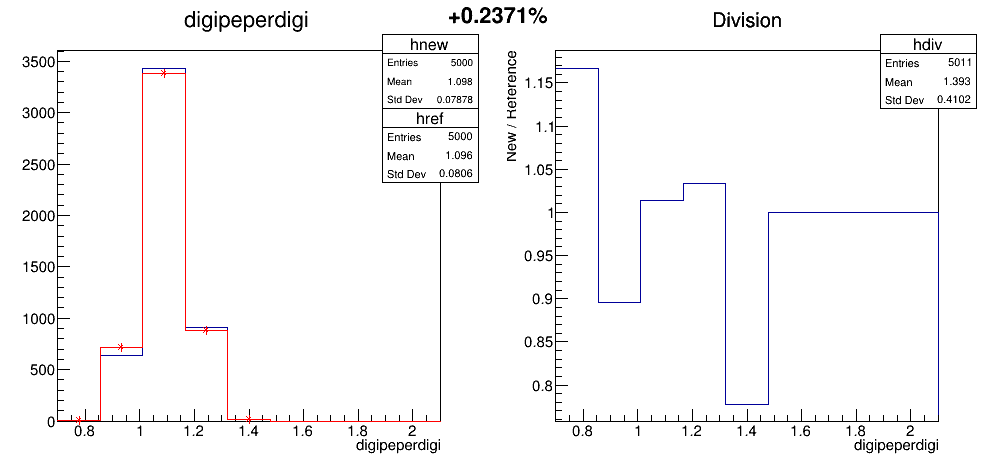 +0.2371%
digipeperdigi
hnew
Entries 5000
Mean 1.098
Std Dev 0.07878
href
Entries 5000
Mean 1.096
Std Dev 0.0806
3500
3000
2500
2000
1500
1000
500
0
0.8 1 1.2 1.4 1.6 1.8 2
digipeperdigi
Division
hdiv
Entries 5011
Mean 1.393
Std Dev 0.4102
New / Reference
1.15
1.1
1.05
1
0.95
0.9
0.85
0.8
0.8 1 1.2 1.4 1.6 1.8 2
digipeperdigi